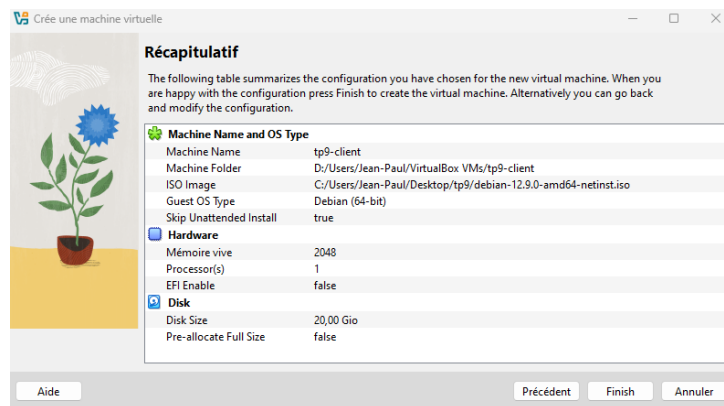 Crée une machine virtuelle
Récapitulatif
The following table summarizes the configuration you have chosen for the new virtual machine. When you
are happy with the configuration press Finish to create the virtual machine. Alternatively you can go back
and modify the configuration.
Machine Name and OS Type
Machine Name tp9-client
Machine Folder D:/Users/Jean-Paul/VirtualBox VMs/tp9-client
ISO Image C:/Users/Jean-Paul/Desktop/tp9/debian-12.9.0-amd64-netinst.iso
Guest OS Type Debian (64-bit)
Skip Unattended Install true
Hardware
Mémoire vive 2048
Processor(s) 1
EFI Enable false
Disk
Disk Size 20,00 Gio
Pre-allocate Full Size false
Aide Précédent Finish Annuler